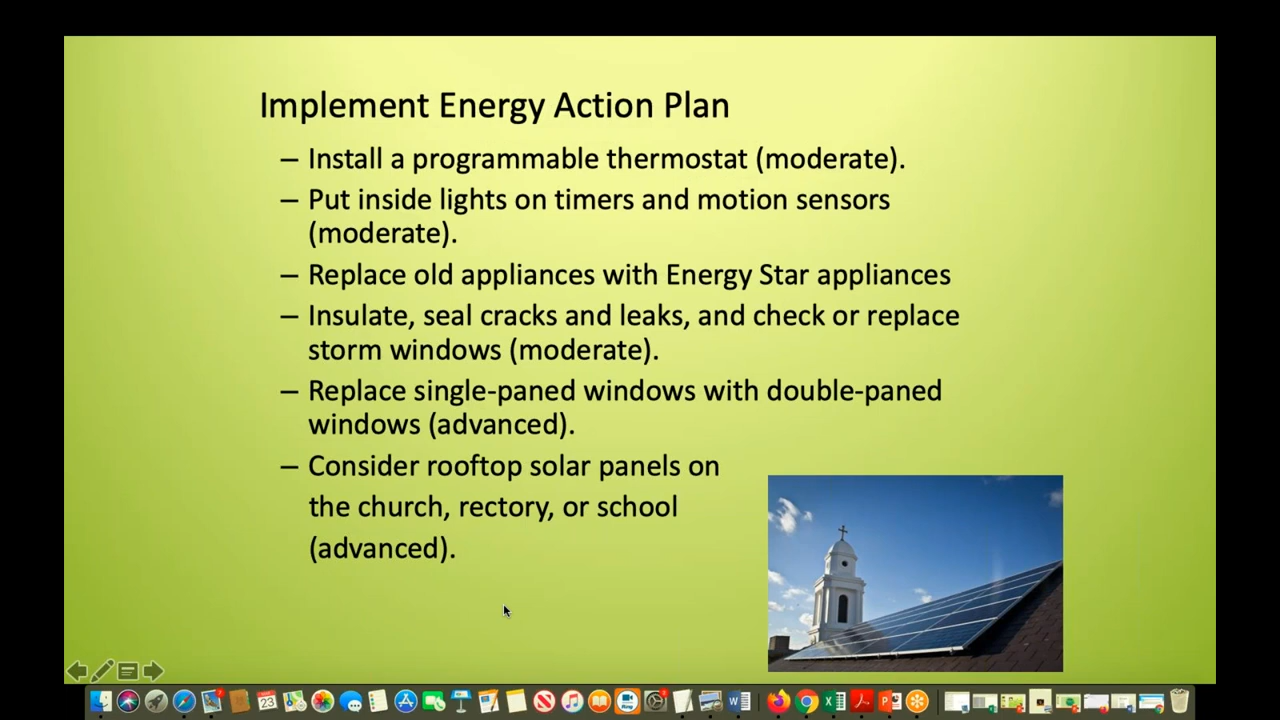 Implement Energy Action Plan
– Install a programmable thermostat (moderate).
– Put inside lights on timers and motion sensors
(moderate).
– Replace old appliances with Energy Star appliances
– Insulate, seal cracks and leaks, and check or replace
storm windows (moderate).
– Replace single-paned windows with double-paned
windows (advanced).
– Consider rooftop solar panels on
the church, rectory, or school
(advanced).
23